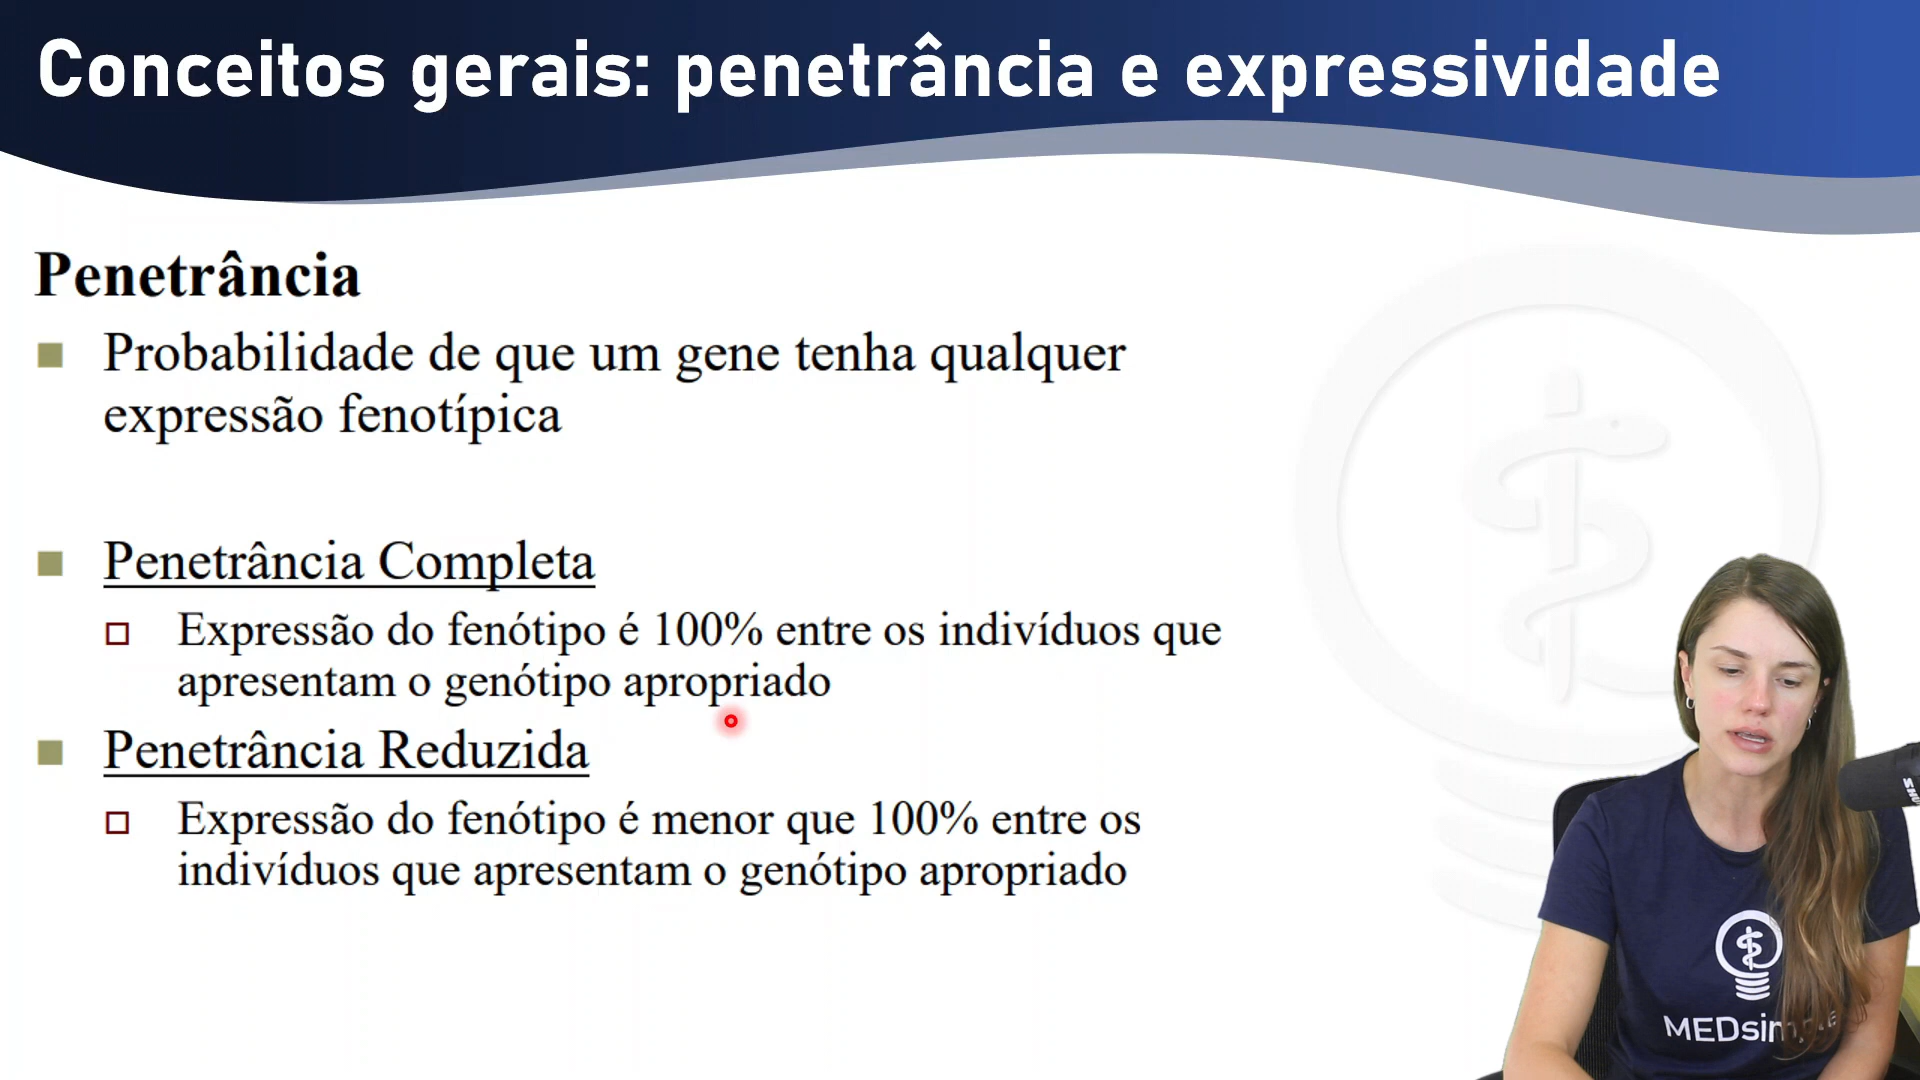 Conceitos gerais: penetrância e expressividade
Penetrância
Probabilidade de que um gene tenha qualquer
expressão fenotípica
Penetrância Completa
Expressão do fenótipo é 100% entre os indivíduos que
apresentam o genótipo apropriado
Penetrância Reduzida
Expressão do fenótipo é menor que 100% entre os
indivíduos que apresentam o genótipo apropriado